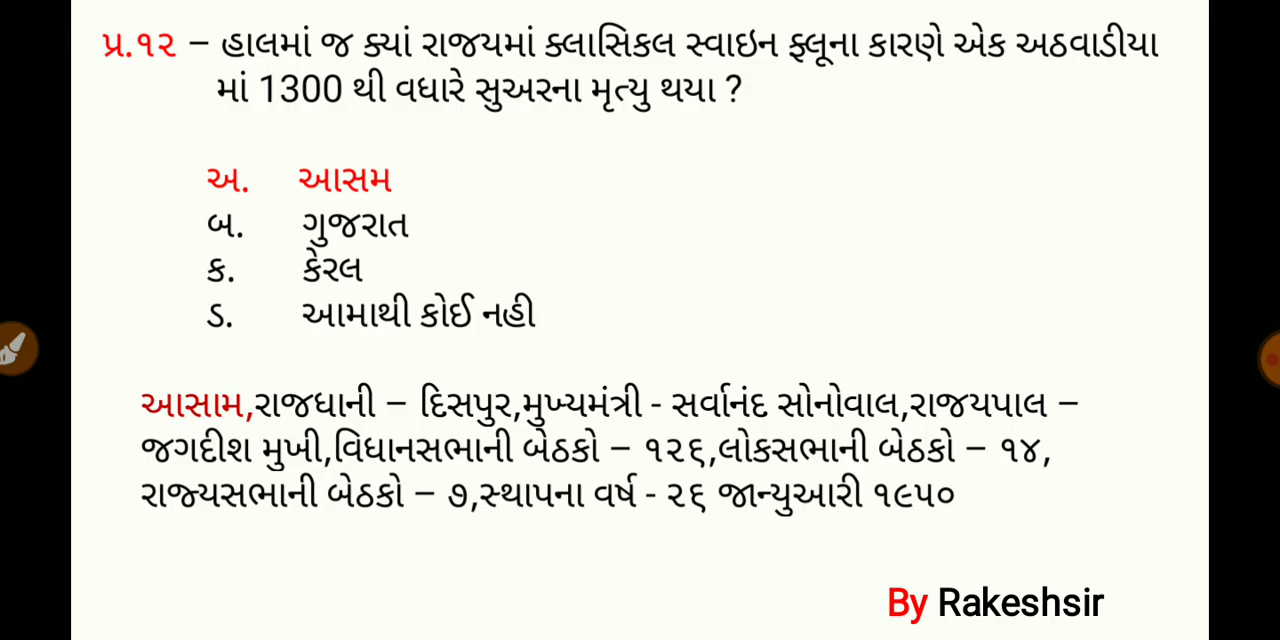 પ્ર.૧૨ – હાલમાં જ ક્યાં રાજયમાં ક્લાસિકલ સ્વાઇન ફ્લૂના કારણે એક અઠવાડીયા
માં 1300 થી વધારે સુઅરના મૃત્યુ થયા ?
અ. આસમ
બ. ગુજરાત
ક. કેરલ
ડ. આમાથી કોઈ નહી
આસામ,રાજધાની – દિસપુર,મુખ્યમંત્રી - સર્વાનંદ સોનોવાલ,રાજયપાલ –
જગદીશ મુખી,વિધાનસભાની બેઠકો – ૧૨૬,લોકસભાની બેઠકો – ૧૪,
રાજ્યસભાની બેઠકો – ૭,સ્થાપના વર્ષ - ૨૬ જાન્યુઆરી ૧૯૫૦
By Rakeshsir